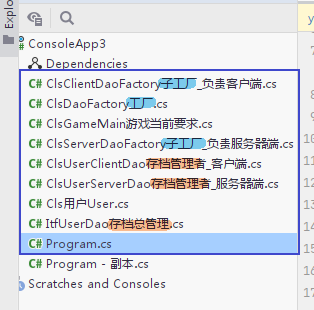 Explo
ConsoleApp3
Dependencies
C# ClsClientDaoFactory子工厂_负责客户端.cs
C# ClsDaoFactory工厂.cs
C# ClsGameMain游戏当前要求.cs
C# ClsServerDaoFactory子工厂_负责服务器端.cs
C# ClsUserClientDao存档管理者_客户端.cs
C# ClsUserServerDao存档管理者_服务器端.cs
C# Cls用户User.cs
C# ItfUserDao存档总管理.cs
C# Program.cs
C# Program - 副本.cs
Scratches and Consoles
y
10
11
12
13
14
15
16
17